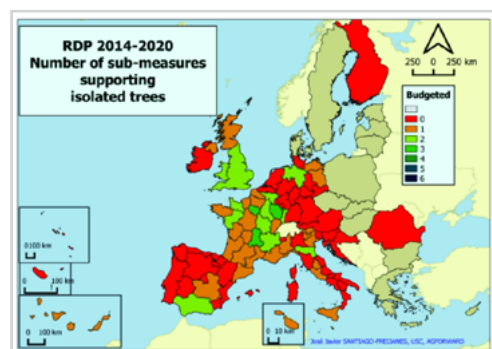 RDP 2014-2020
Number of sub-measures
supporting
isolated trees
250 0 250 km
Budgeted
0
1
2
3
4
5
6
0100 km
0 100 km
0 100 km
0 10 km
José Javier SANTIAGO-FREIJANES, USC, AGFORWARD